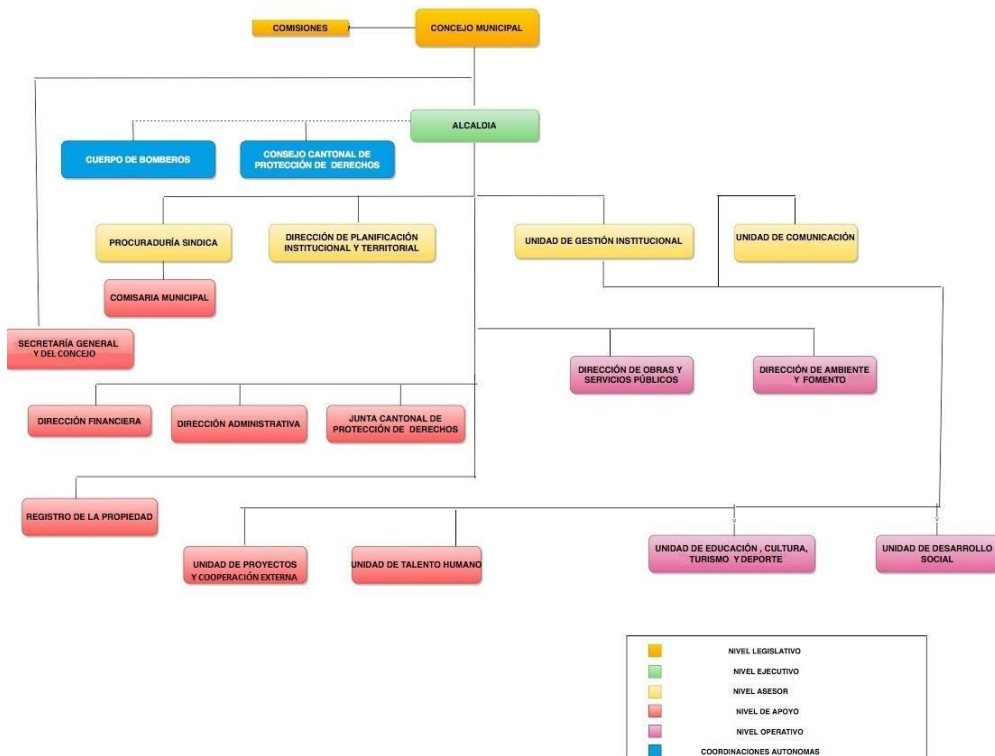 COMISIONES
CONCEJO MUNICIPAL
ALCALDIA
CUERPO DE BOMBEROS
CONSEJO CANTONAL DE
PROTECCIÓN DE DERECHOS
PROCURADURÍA SINDICA
DIRECCIÓN DE PLANIFICACIÓN
INSTITUCIONAL Y TERRITORIAL
UNIDAD DE GESTIÓN INSTITUCIONAL
UNIDAD DE COMUNICACIÓN
COMISARIA MUNICIPAL
SECRETARÍA GENERAL
Y DEL CONCEJO
DIRECCIÓN DE OBRAS Y
SERVICIOS PÚBLICOS
DIRECCIÓN DE AMBIENTE
Y FOMENTO
DIRECCIÓN FINANCIERA
DIRECCIÓN ADMINISTRATIVA
JUNTA CANTONAL DE
PROTECCIÓN DE DERECHOS
REGISTRO DE LA PROPIEDAD
UNIDAD DE PROYECTOS
Y COOPERACIÓN EXTERNA
UNIDAD DE TALENTO HUMANO
UNIDAD DE EDUCACIÓN , CULTURA,
TURISMO Y DEPORTE
UNIDAD DE DESARROLLO
SOCIAL
NIVEL LEGISLATIVO
NIVEL EJECUTIVO
NIVEL ASESOR
NIVEL DE APOYO
NIVEL OPERATIVO
COORDINACIONES AUTONOMAS